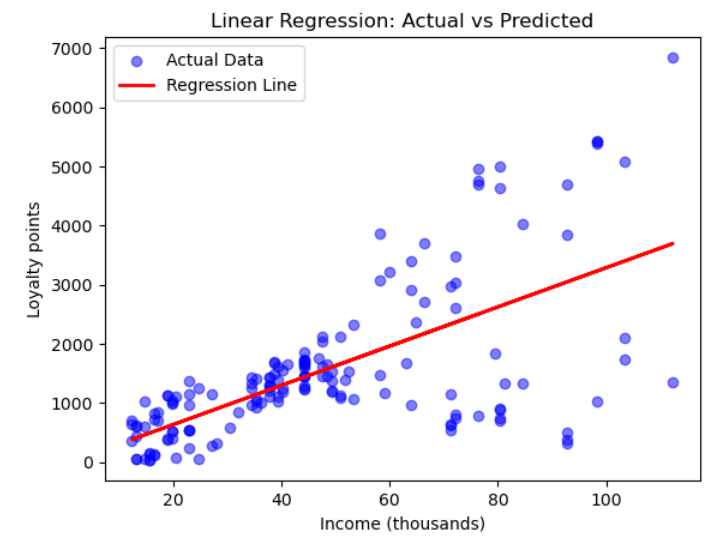 Linear Regression: Actual vs Predicted
Actual Data
Regression Line
7000
6000
5000
4000
3000
2000
1000
0
Loyalty points
20
40
60
80
100
Income (thousands)